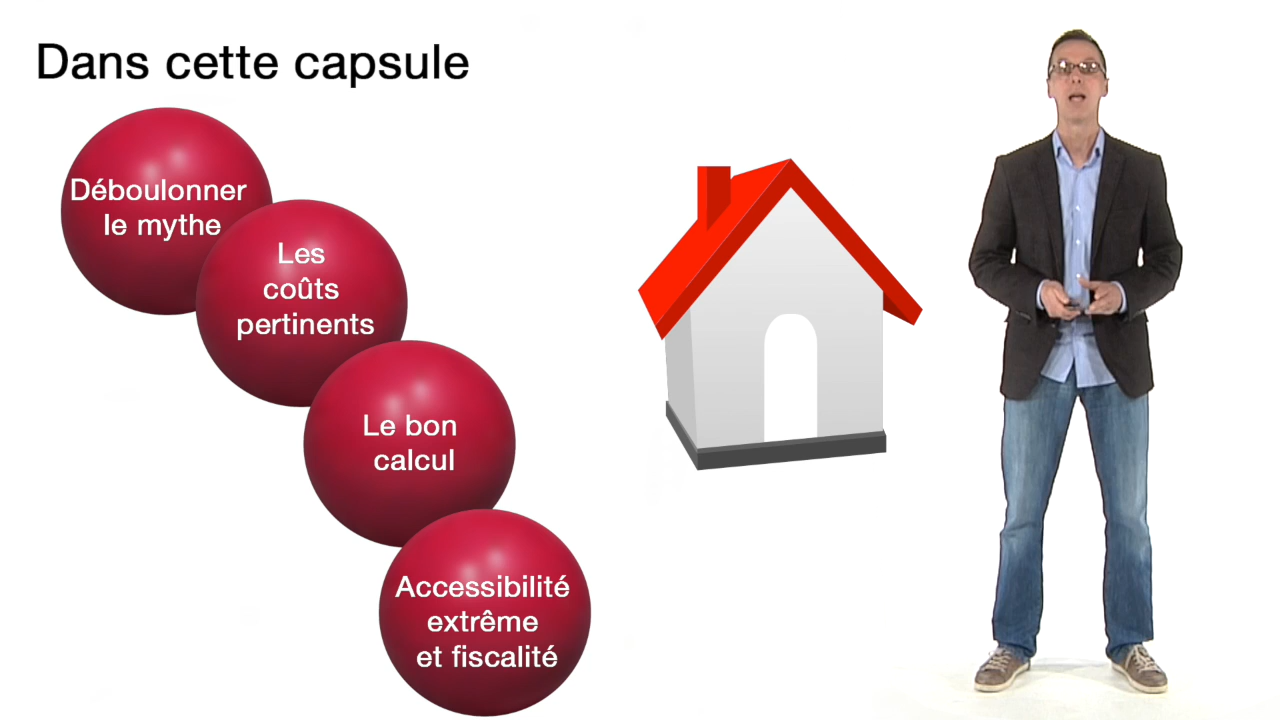 Dans cette capsule
Déboulonner
le mythe
Les
coûts
pertinents
Le bon
calcul
Accessibilité
extrême
et fiscalité